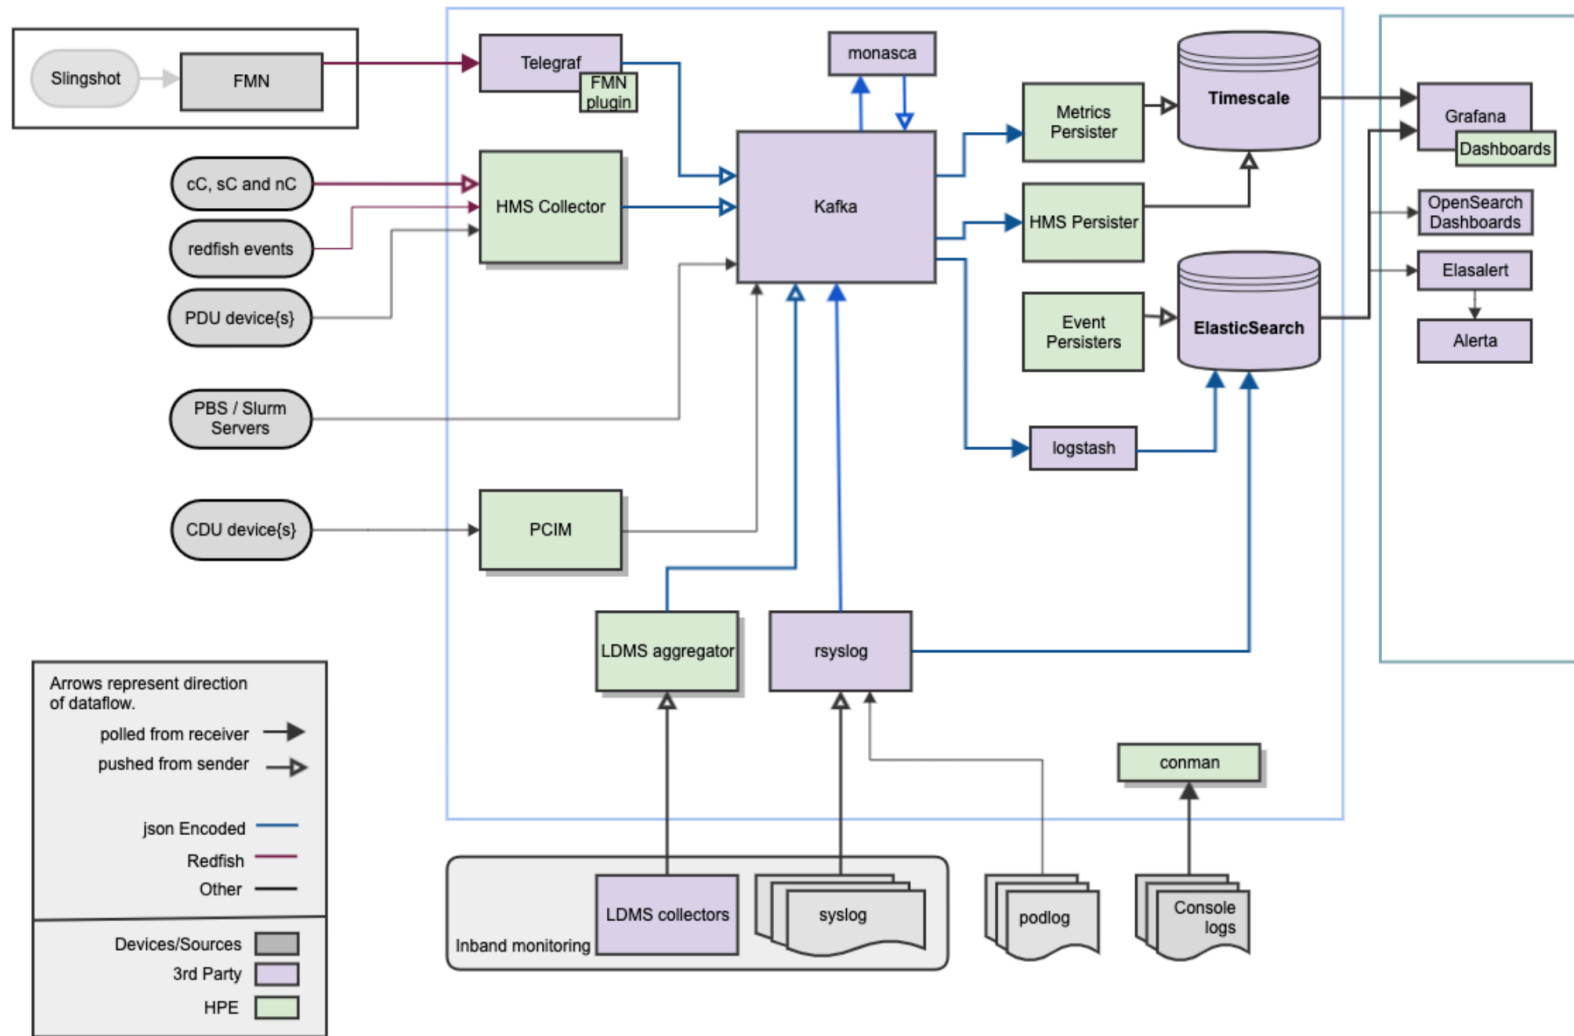 Slingshot
FMN
Telegraf
FMN
plugin
monasca
Timescale
Metrics
Persister
Grafana
Dashboards
cC, sC and nC
redfish events
PDU device{s}
HMS Collector
Kafka
HMS Persister
OpenSearch
Dashboards
Elasalert
Alerta
Event
Persisters
ElasticSearch
PBS / Slurm
Servers
logstash
CDU device{s}
PCIM
LDMS aggregator
rsyslog
conman
Arrows represent direction
of dataflow.
polled from receiver
pushed from sender
json Encoded
Redfish
Other
Devices/Sources
3rd Party
HPE
Inband monitoring
LDMS collectors
syslog
podlog
Console
logs